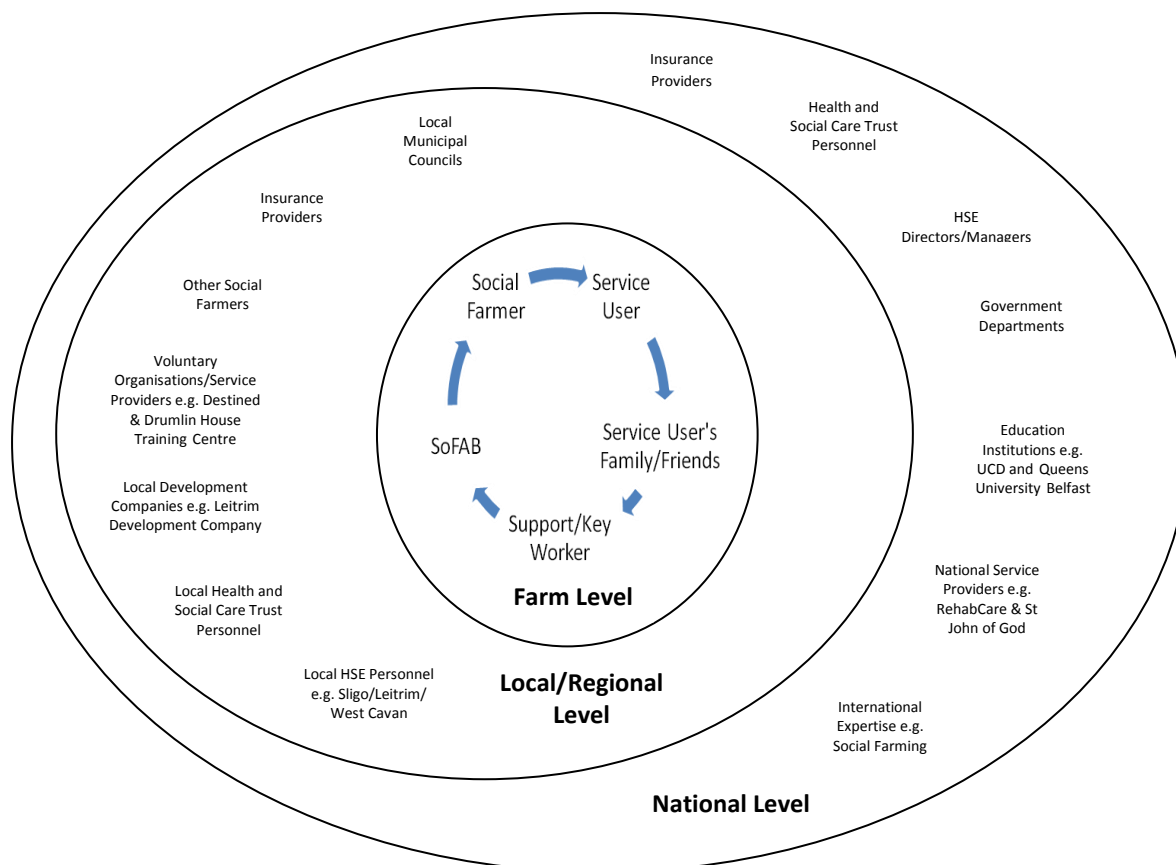 Insurance
Providers
Health and
Social Care Trust
Personnel
HSE
Directors/Managers
Government
Departments
Education
Institutions e.g.
UCD and Queens
University Belfast
National Service
Providers e.g.
RehabCare & St
John of God
International
Expertise e.g.
Social Farming
National Level
Local
Municipal
Councils
Insurance
Providers
Other Social
Farmers
Voluntary
Organisations/Service
Providers e.g. Destined
& Drumlin House
Training Centre
Local Development
Companies e.g. Leitrim
Development Company
Local Health and
Social Care Trust
Personnel
Local HSE Personnel
e.g. Sligo/Leitrim/
West Cavan
Local/Regional
Level
Social
Farmer
Service
User
Service User's
Family/Friends
Support/Key
Worker
SoFAB
Farm Level